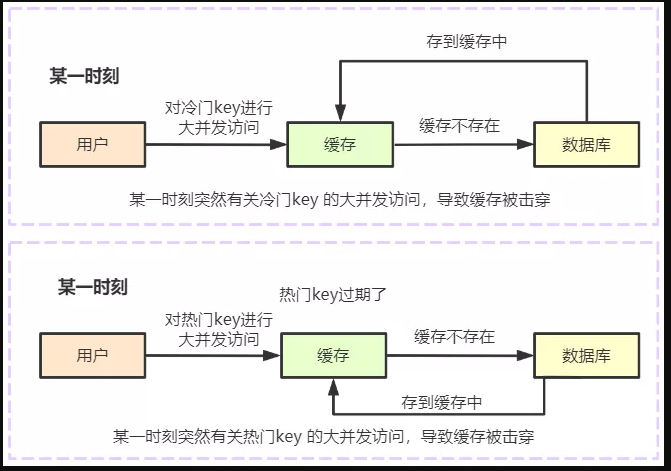 存到缓存中
某一时刻
对冷门key进行
大并发访问
用户
缓存
缓存不存在
数据库
某一时刻突然有关冷门key 的大并发访问，导致缓存被击穿
某一时刻
热门key过期了
对热门key进行
大并发访问
用户
缓存
缓存不存在
数据库
存到缓存中
某一时刻突然有关热门key 的大并发访问，导致缓存被击穿